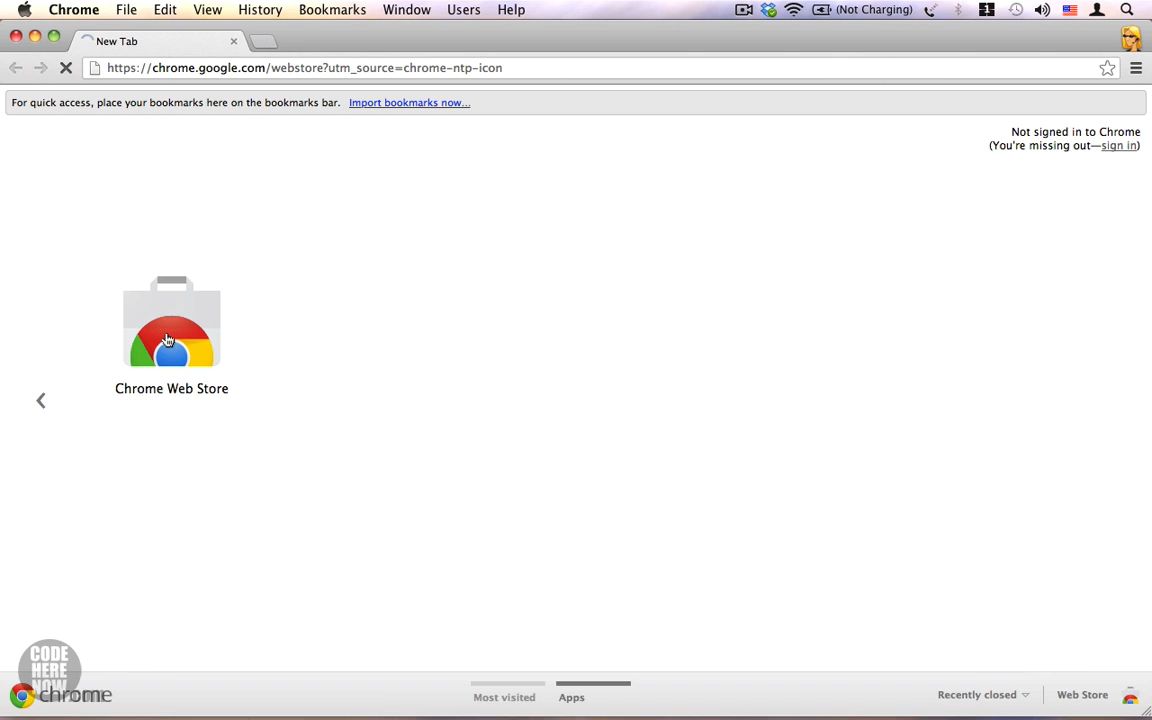 Chrome File Edit View History Bookmarks Window Users Help (Not Charging) 1
New Tab
https://chrome.google.com/webstore?utm_source=chrome-ntp-icon
For quick access, place your bookmarks here on the bookmarks bar. Import bookmarks now...
Not signed in to Chrome
(You're missing out—sign in)
Chrome Web Store
CODE
HERE
NOW
chrome
Most visited Apps Recently closed Web Store